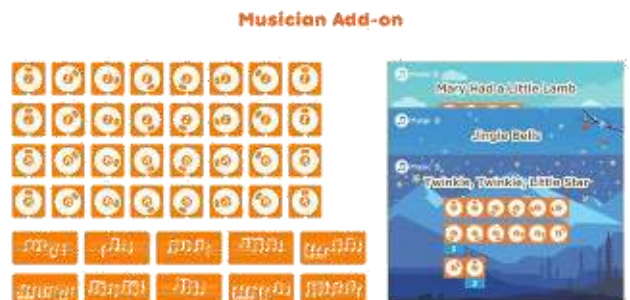 Musician Add-on
Mary Had a Little Lamb
Jingle Bells
Twinkle, Twinkle, Little Star